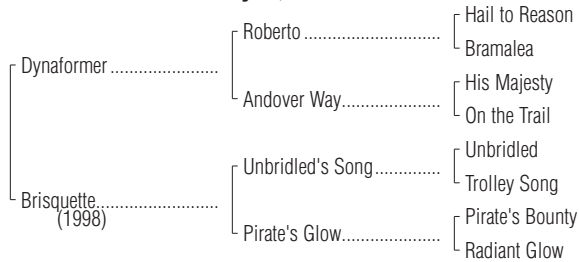 Hail to Reason
Roberto ..............................
Bramalea
Dynaformer ........................
His Majesty
Andover Way......................
On the Trail
Unbridled
Unbridled's Song...............
Trolley Song
Brisquette...........................
(1998)
Pirate's Bounty
Pirate's Glow......................
Radiant Glow